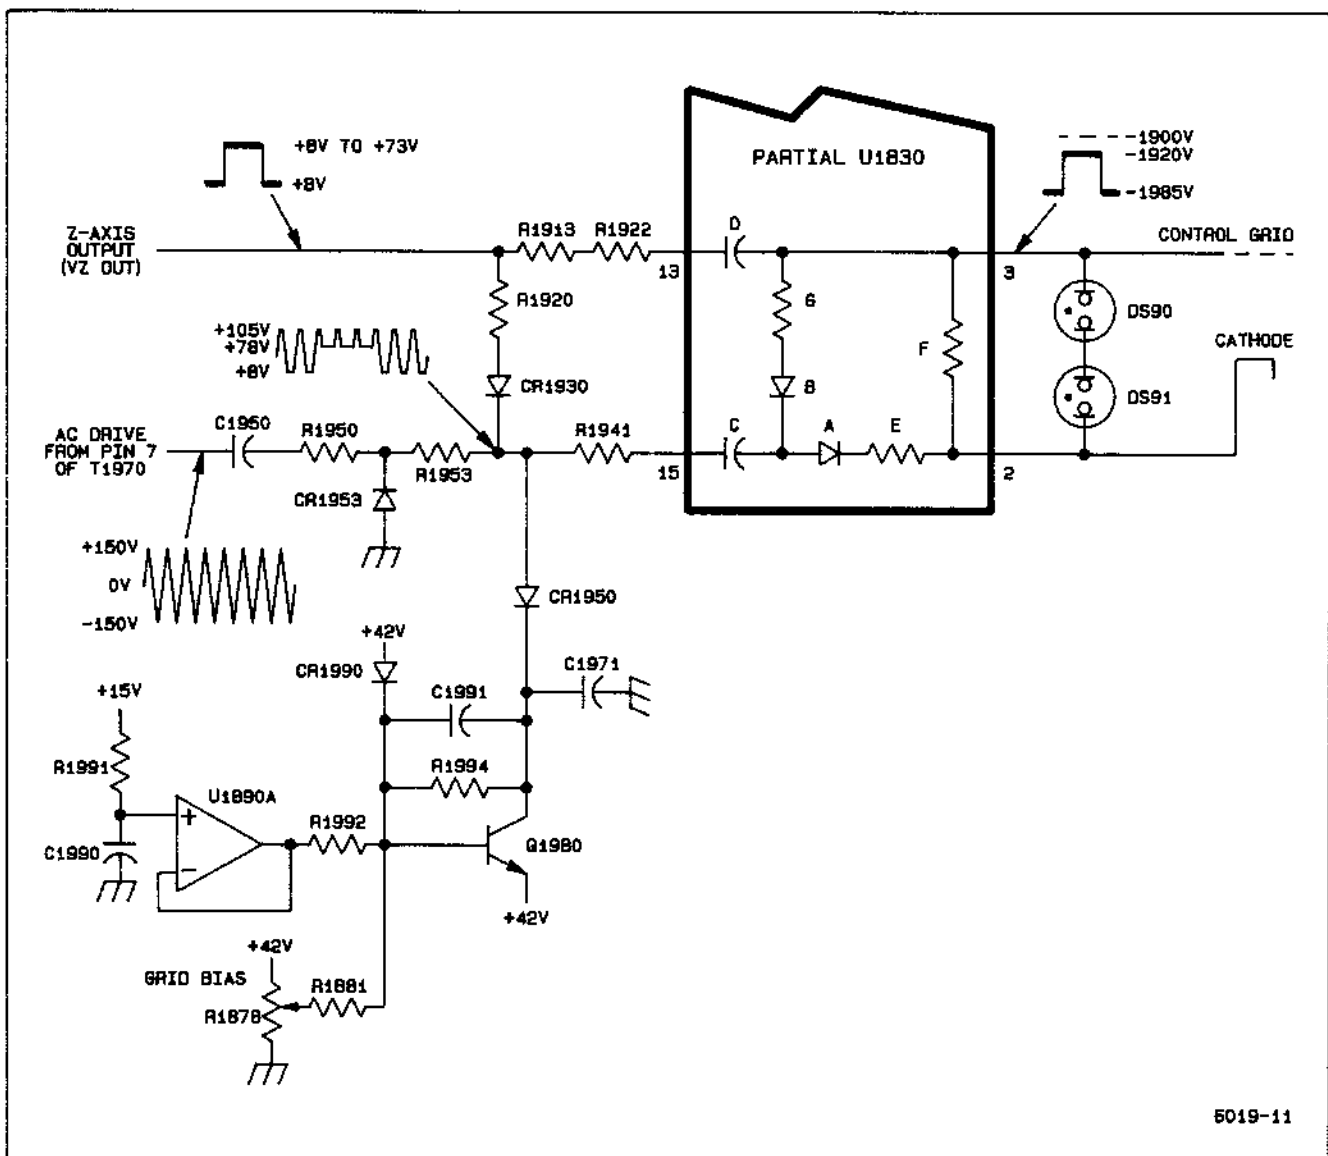 +8V TO +73V
+8V
PARTIAL U1830
-1900V
-1920V
-1985V
Z-AXIS
OUTPUT
(VZ OUT)
R1913
R1922
13
D
3
CONTROL GRID
R1920
G
F
DS90
+105V
+78V
+8V
CATHODE
CR1930
B
DS91
AC DRIVE
FROM PIN 7
OF T1970
C1950
R1950
R1953
R1941
15
C
A
E
2
CR1953
+150V
0V
-150V
CR1950
+42V
CR1990
C1971
+15V
C1991
R1991
R1994
U1890A
+
-
R1992
C1990
Q1980
+42V
+42V
GRID BIAS
R1881
R1878
6019-11